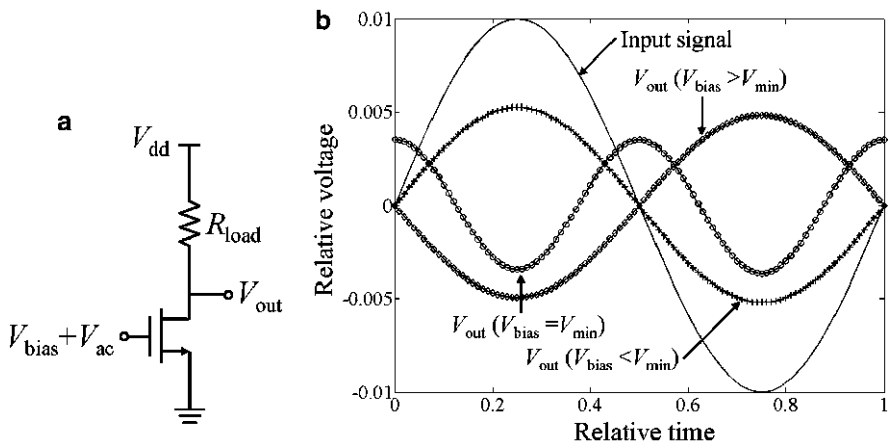 a
V_dd
R_load
V_out
V_bias+V_ac
b
0.01
0.005
0
-0.005
-0.01
Relative voltage
Input signal
V_out (V_bias >V_min)
V_out (V_bias =V_min)
V_out (V_bias <V_min)
0 0.2 0.4 0.6 0.8 1
Relative time